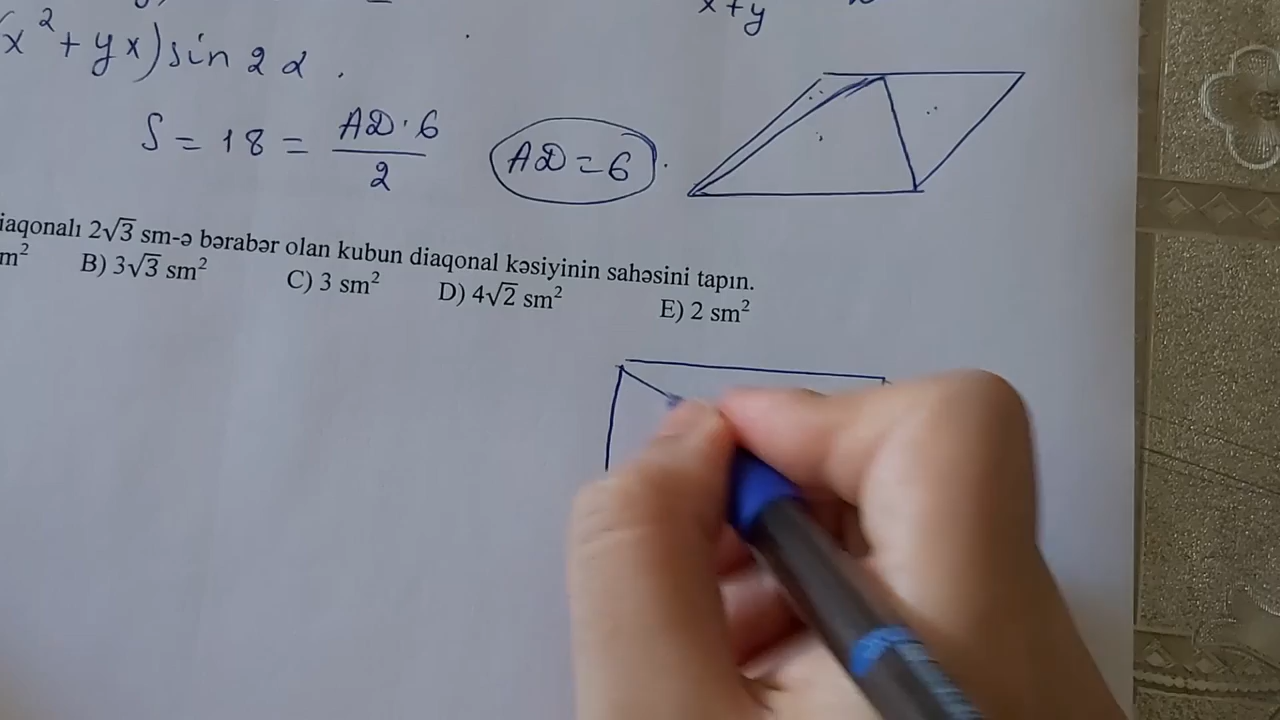 x + y
x² + yx) sin 2α .
S = 18 = AD · 6 / 2 AD = 6 .
iaqonalı 2√3 sm-ə bərabər olan kubun diaqonal kəsiyinin sahəsini tapın.
m² B) 3√3 sm² C) 3 sm² D) 4√2 sm² E) 2 sm²